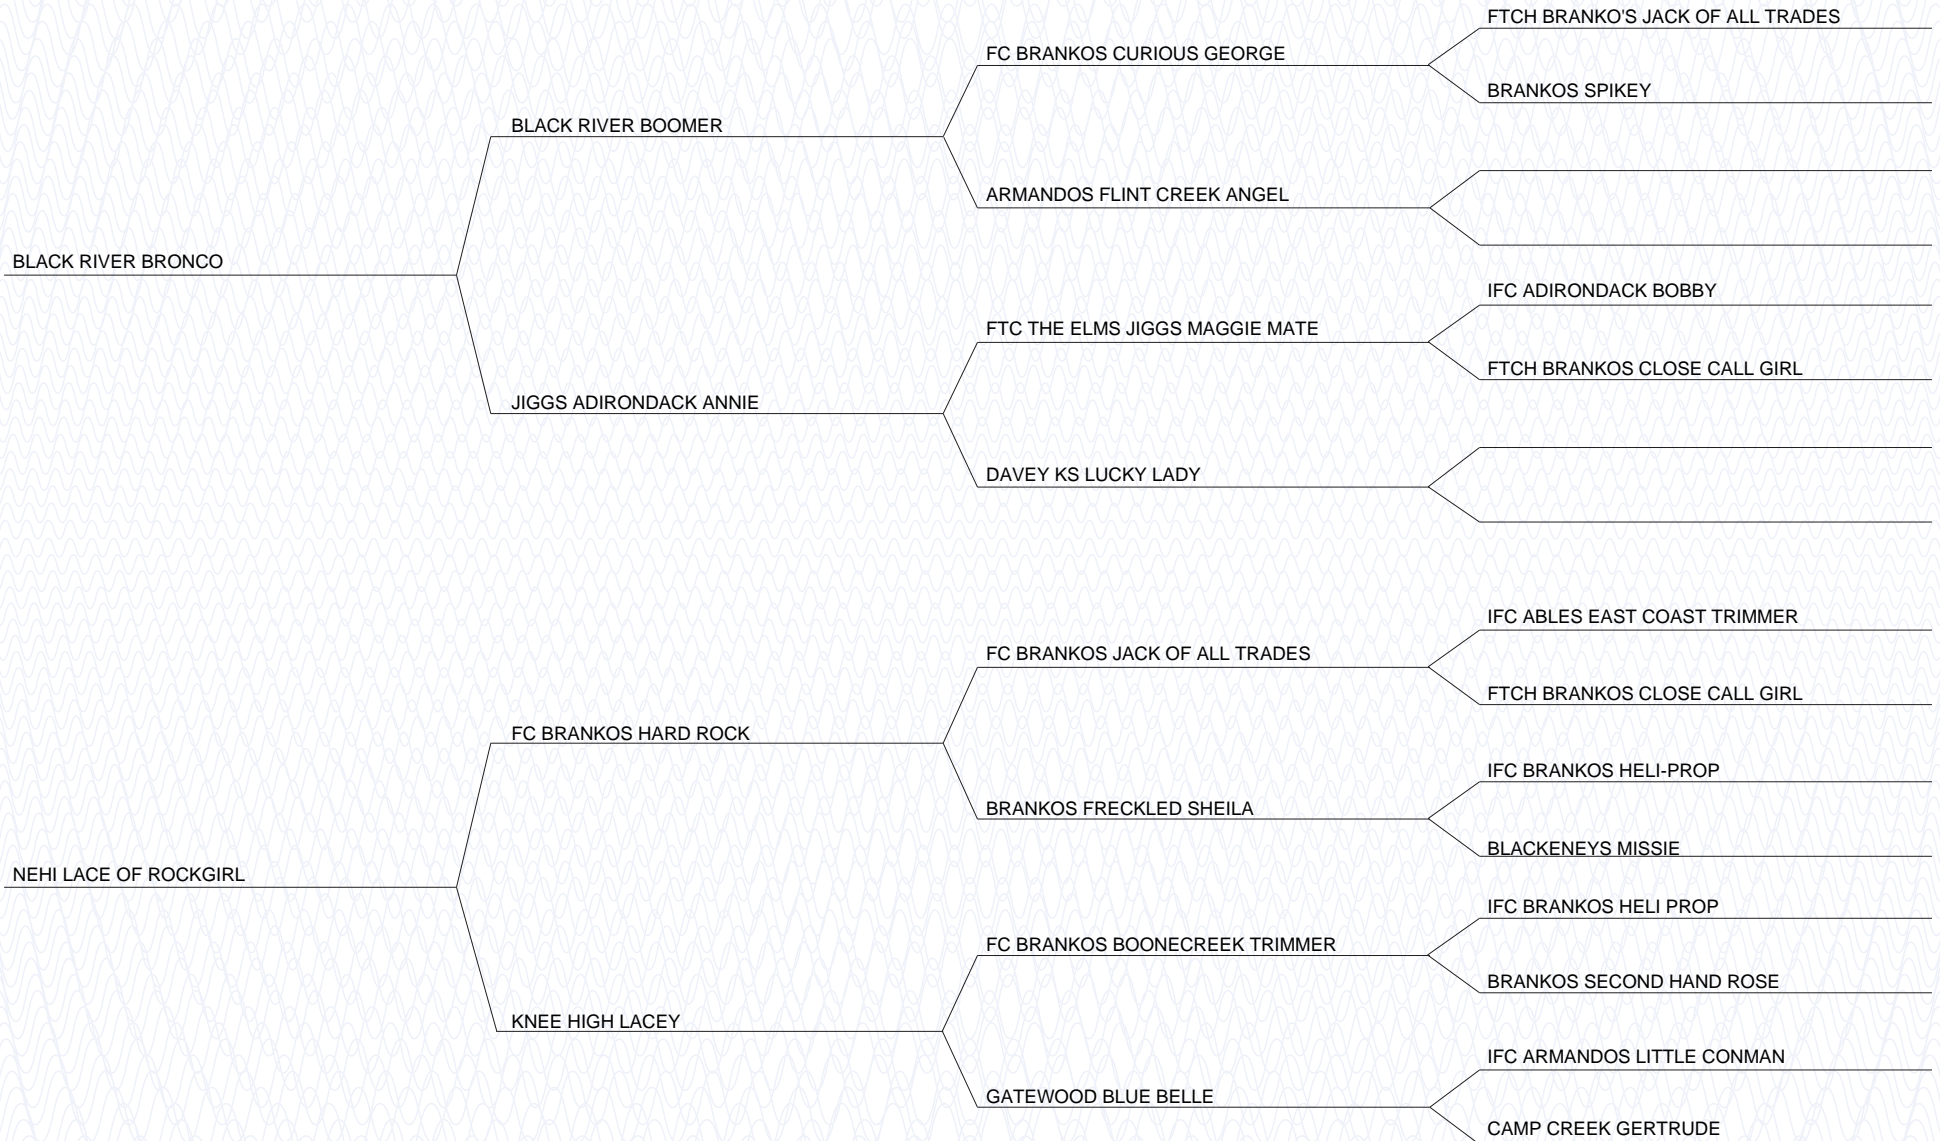 FTCH BRANKO'S JACK OF ALL TRADES
FC BRANKOS CURIOUS GEORGE
BRANKOS SPIKEY
BLACK RIVER BOOMER
ARMANDOS FLINT CREEK ANGEL
BLACK RIVER BRONCO
IFC ADIRONDACK BOBBY
FTC THE ELMS JIGGS MAGGIE MATE
FTCH BRANKOS CLOSE CALL GIRL
JIGGS ADIRONDACK ANNIE
DAVEY KS LUCKY LADY
IFC ABLES EAST COAST TRIMMER
FC BRANKOS JACK OF ALL TRADES
FTCH BRANKOS CLOSE CALL GIRL
FC BRANKOS HARD ROCK
IFC BRANKOS HELI-PROP
BRANKOS FRECKLED SHEILA
BLACKENEYS MISSIE
NEHI LACE OF ROCKGIRL
IFC BRANKOS HELI PROP
FC BRANKOS BOONECREEK TRIMMER
BRANKOS SECOND HAND ROSE
KNEE HIGH LACEY
IFC ARMANDOS LITTLE CONMAN
GATEWOOD BLUE BELLE
CAMP CREEK GERTRUDE